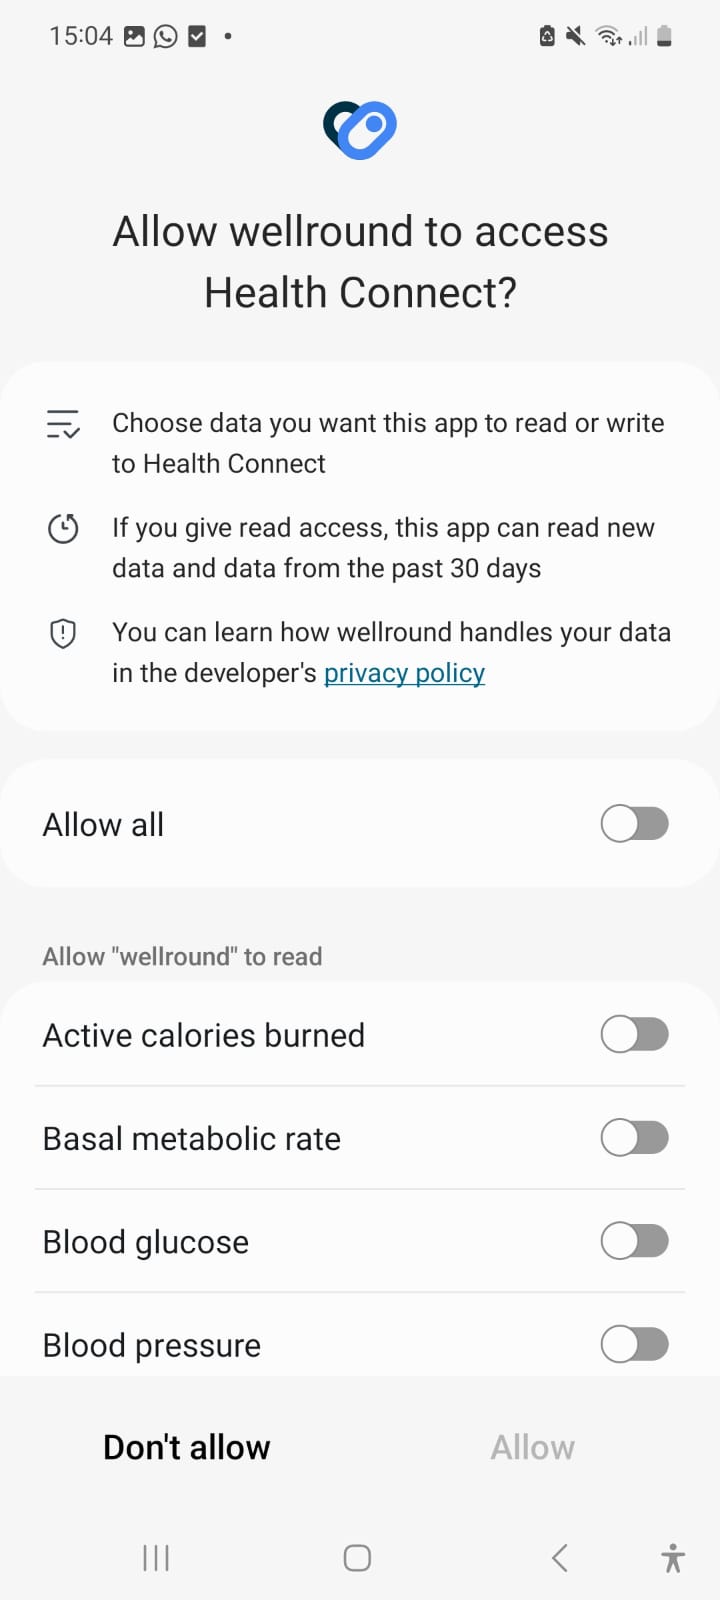 15:04
Allow wellround to access
Health Connect?
Choose data you want this app to read or write
to Health Connect
If you give read access, this app can read new
data and data from the past 30 days
You can learn how wellround handles your data
in the developer's privacy policy
Allow all
Allow "wellround" to read
Active calories burned
Basal metabolic rate
Blood glucose
Blood pressure
Don't allow
Allow